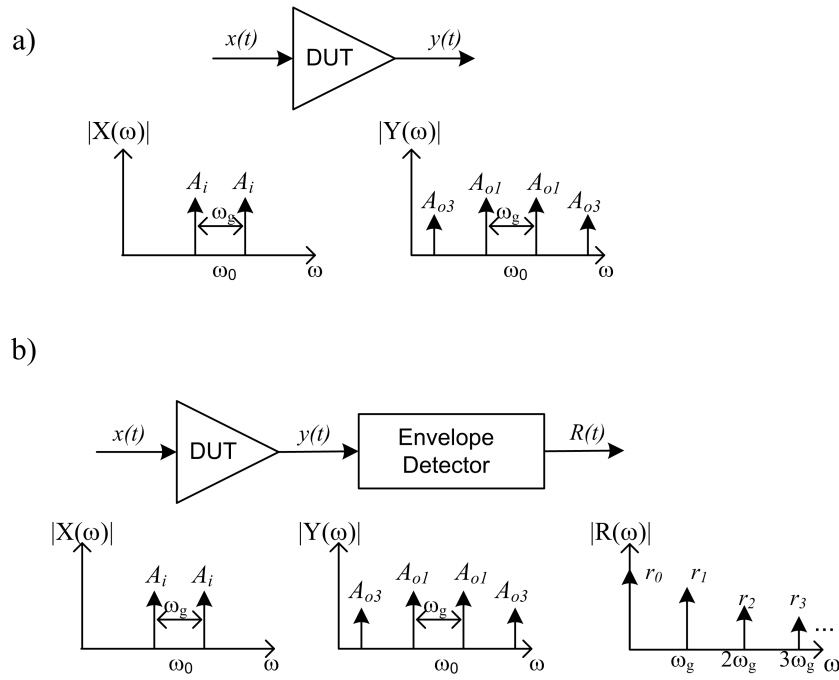 a)
x(t) DUT y(t)
|X(ω)| |Y(ω)|
A_i A_i A_o3 A_o1 A_o1 A_o3
ω_g ω_g
ω_0 ω ω_0 ω
b)
x(t) DUT y(t) Envelope Detector R(t)
|X(ω)| |Y(ω)| |R(ω)|
A_i A_i A_o3 A_o1 A_o1 A_o3 r_0 r_1 r_2 r_3 ...
ω_g ω_g
ω_0 ω ω_0 ω ω_g 2ω_g 3ω_g ω